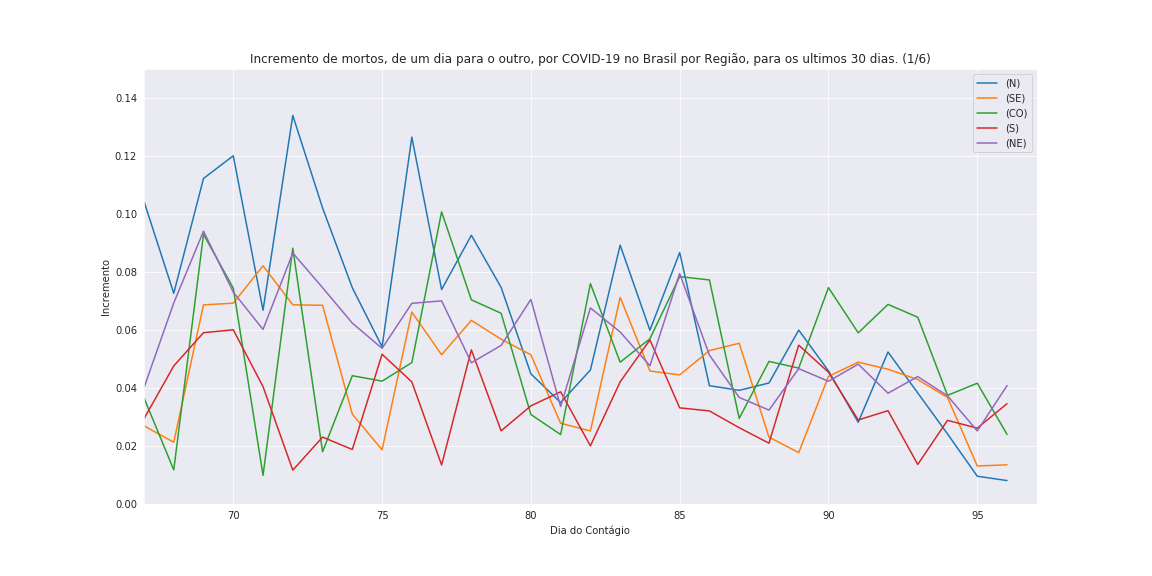 Incremento de mortos, de um dia para o outro, por COVID-19 no Brasil por Região, para os ultimos 30 dias. (1/6)
(N)
(SE)
(CO)
(S)
(NE)
0.14
0.12
0.10
0.08
0.06
0.04
0.02
0.00
Incremento
70 75 80 85 90 95
Dia do Contágio